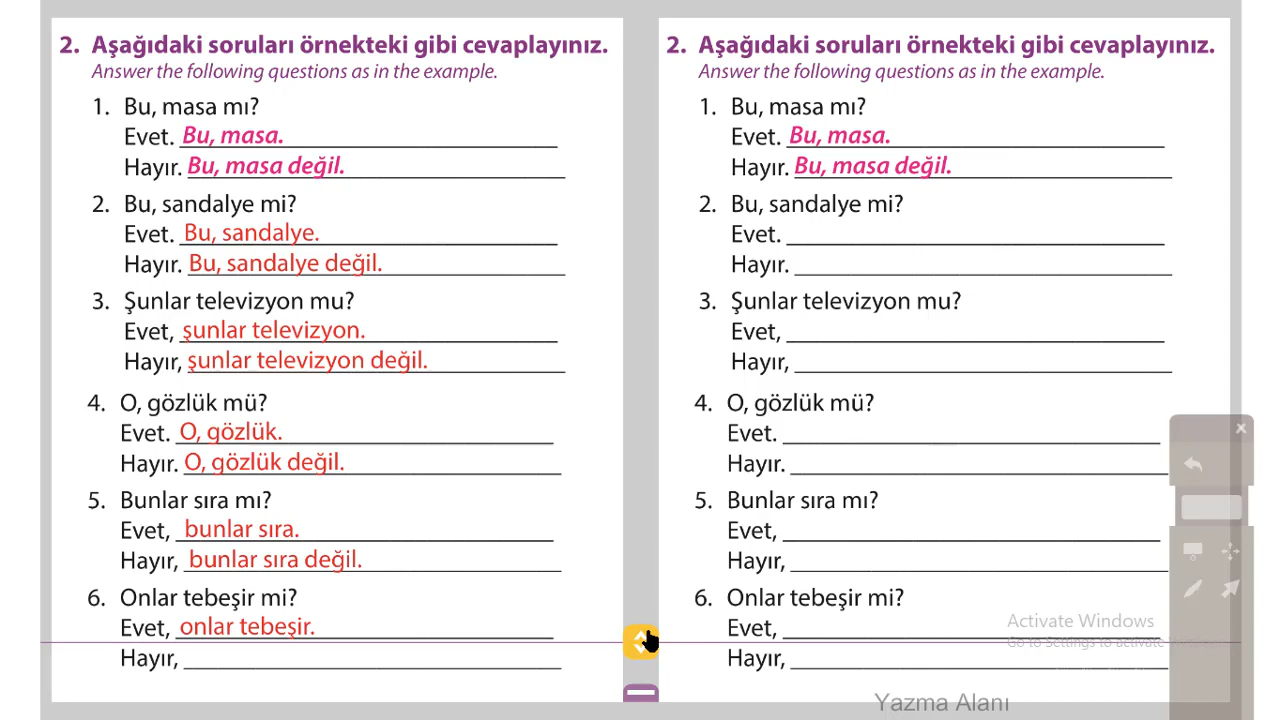 2. Aşağıdaki soruları örnekteki gibi cevaplayınız.
Answer the following questions as in the example.
1. Bu, masa mı?
Evet. Bu, masa.
Hayır. Bu, masa değil.
2. Bu, sandalye mi?
Evet. Bu, sandalye.
Hayır. Bu, sandalye değil.
3. Şunlar televizyon mu?
Evet, şunlar televizyon.
Hayır, şunlar televizyon değil.
4. O, gözlük mü?
Evet. O, gözlük.
Hayır. O, gözlük değil.
5. Bunlar sıra mı?
Evet, bunlar sıra.
Hayır, bunlar sıra değil.
6. Onlar tebeşir mi?
Evet, onlar tebeşir.
Hayır,
2. Aşağıdaki soruları örnekteki gibi cevaplayınız.
Answer the following questions as in the example.
1. Bu, masa mı?
Evet. Bu, masa.
Hayır. Bu, masa değil.
2. Bu, sandalye mi?
Evet.
Hayır.
3. Şunlar televizyon mu?
Evet,
Hayır,
4. O, gözlük mü?
Evet.
Hayır.
5. Bunlar sıra mı?
Evet,
Hayır,
6. Onlar tebeşir mi?
Evet,
Hayır,
Activate Windows
Go to Settings to activate Windows.
Yazma Alanı